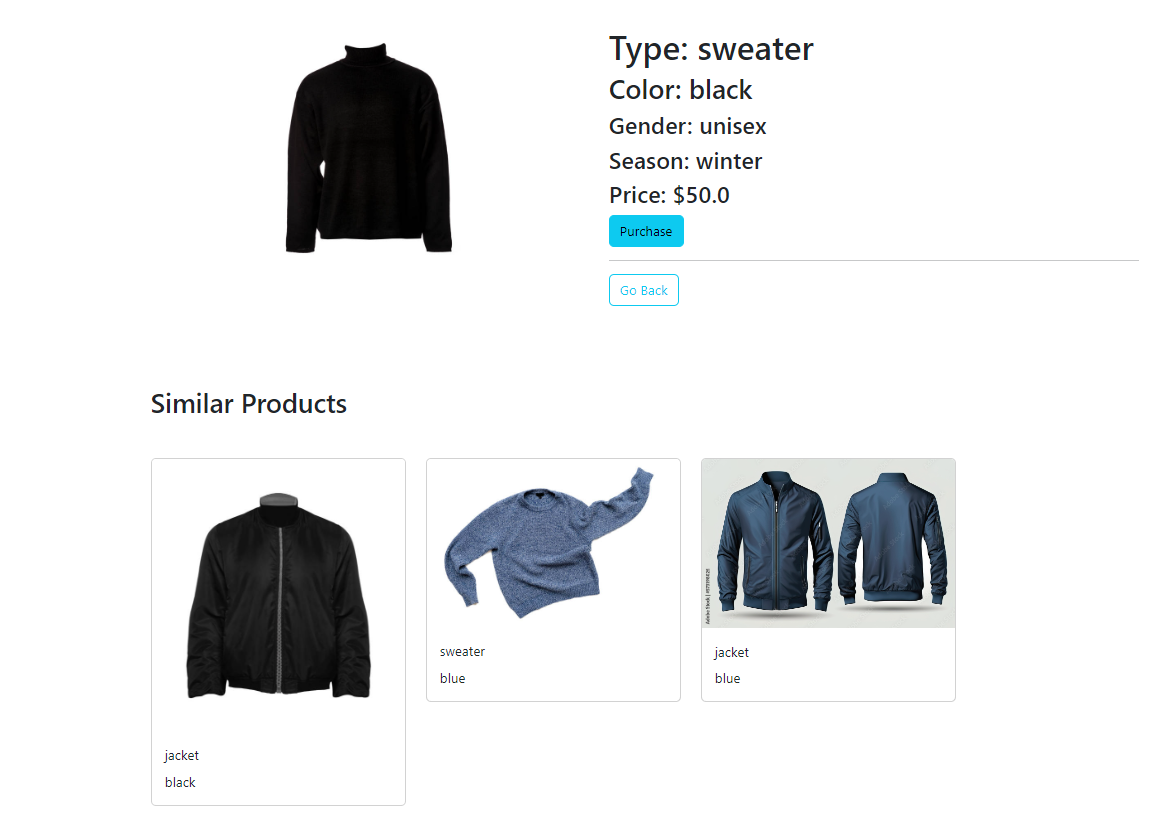 Type: sweater
Color: black
Gender: unisex
Season: winter
Price: $50.0
Purchase
Go Back
Similar Products
jacket
black
sweater
blue
jacket
blue